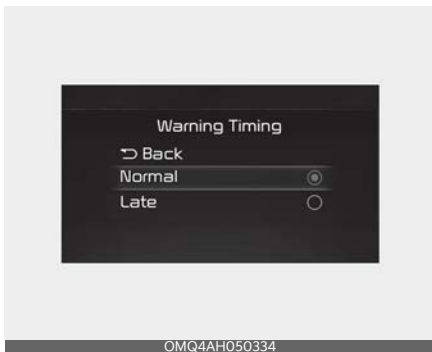 Warning Timing
Back
Normal
Late
OMQ4AH050334